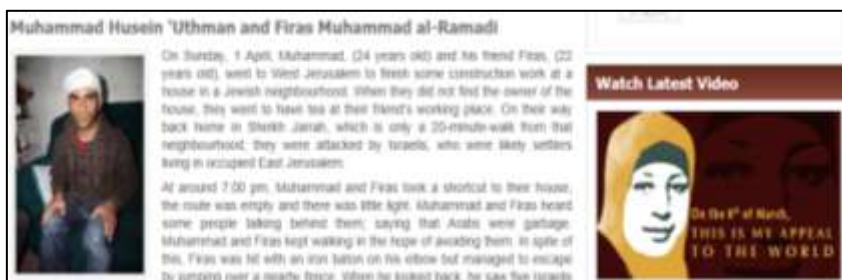 Muhammad Husein 'Uthman and Firas Muhammad al-Ramadi
On Sunday, 1 April, Muhammad, (24 years old) and his friend Firas, (22
years old), went to West Jerusalem to finish some construction work at a
house in a Jewish neighbourhood. When they did not find the owner of the
house, they went to have tea at their friend's working place. On their way
back home in Sheikh Jarrah, which is only a 20-minute-walk from that
neighbourhood, they were attacked by Israelis, who were likely settlers
living in occupied East Jerusalem.
At around 7.00 pm, Muhammad and Firas took a shortcut to their house,
the route was empty and there was little light. Muhammad and Firas heard
some people talking behind them, saying that Arabs were garbage.
Muhammad and Firas kept walking in the hope of avoiding them. In spite of
this, Firas was hit with an iron baton on his elbow but managed to escape
by jumping over a nearby fence. When he looked back, he saw five Israelis
Watch Latest Video
On the 8th of March,
THIS IS MY APPEAL
TO THE WORLD